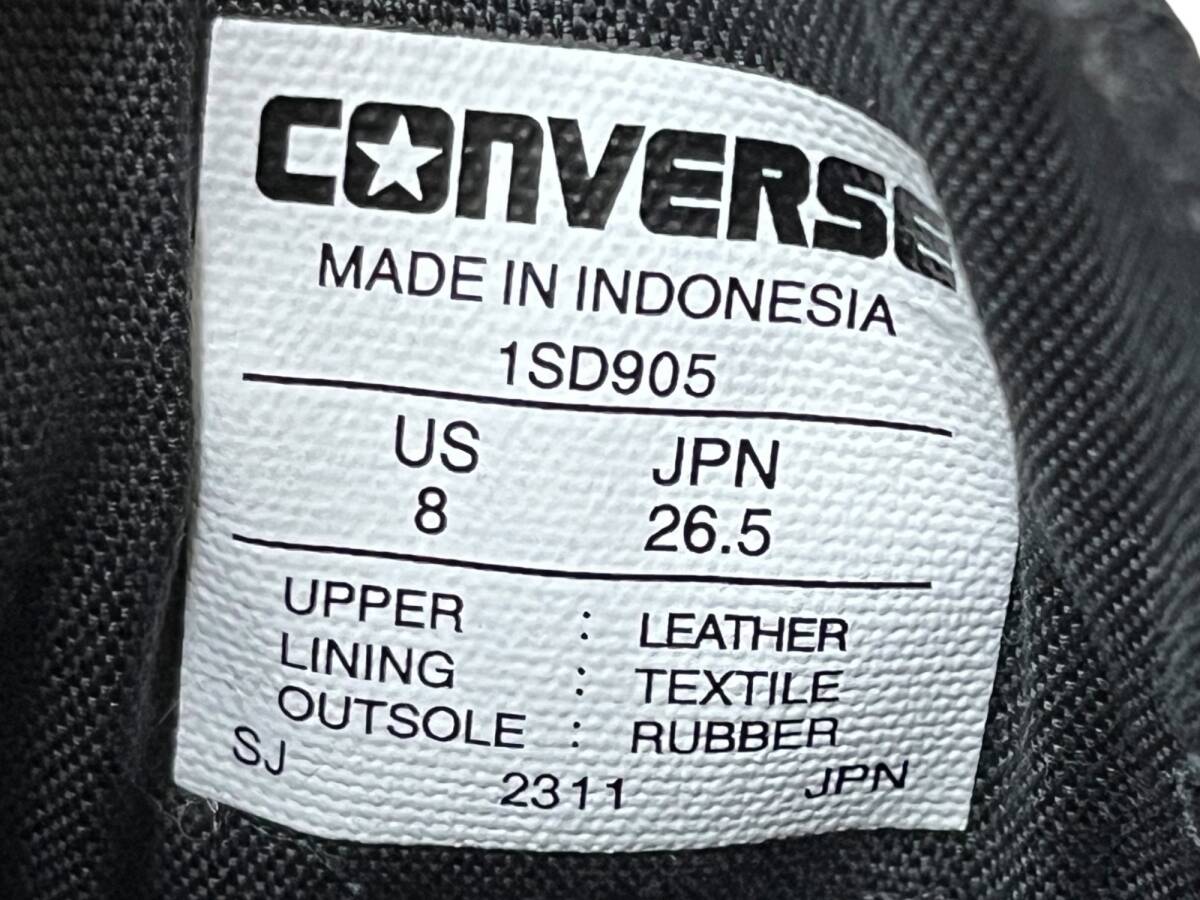 CONVERSE
MADE IN INDONESIA
1SD905
US JPN
8 26.5
UPPER : LEATHER
LINING : TEXTILE
OUTSOLE : RUBBER
SJ 2311 JPN